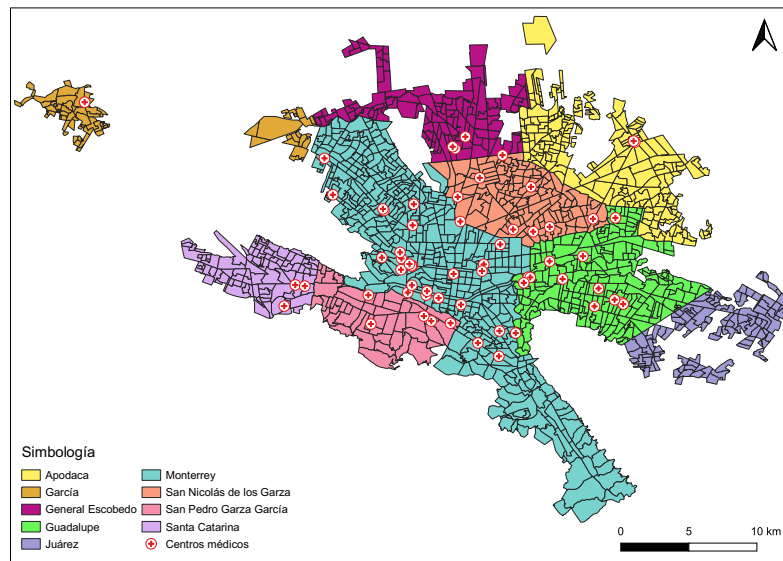 Simbología
Apodaca
García
General Escobedo
Guadalupe
Juárez
Monterrey
San Nicolás de los Garza
San Pedro Garza García
Santa Catarina
Centros médicos
0 5 10 km